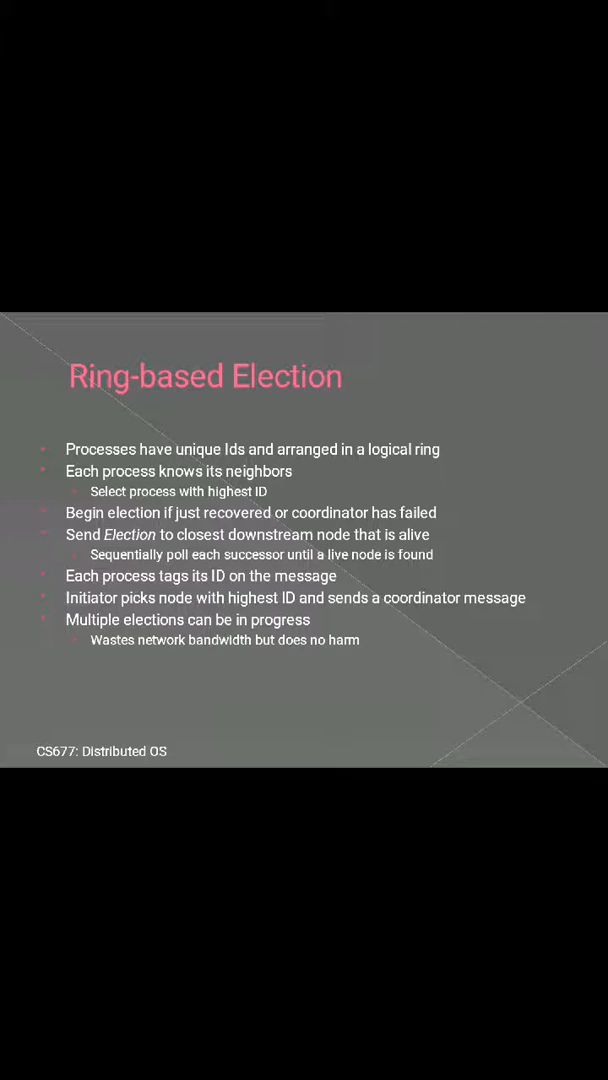 Ring-based Election
Processes have unique Ids and arranged in a logical ring
Each process knows its neighbors
Select process with highest ID
Begin election if just recovered or coordinator has failed
Send Election to closest downstream node that is alive
Sequentially poll each successor until a live node is found
Each process tags its ID on the message
Initiator picks node with highest ID and sends a coordinator message
Multiple elections can be in progress
Wastes network bandwidth but does no harm
CS677: Distributed OS